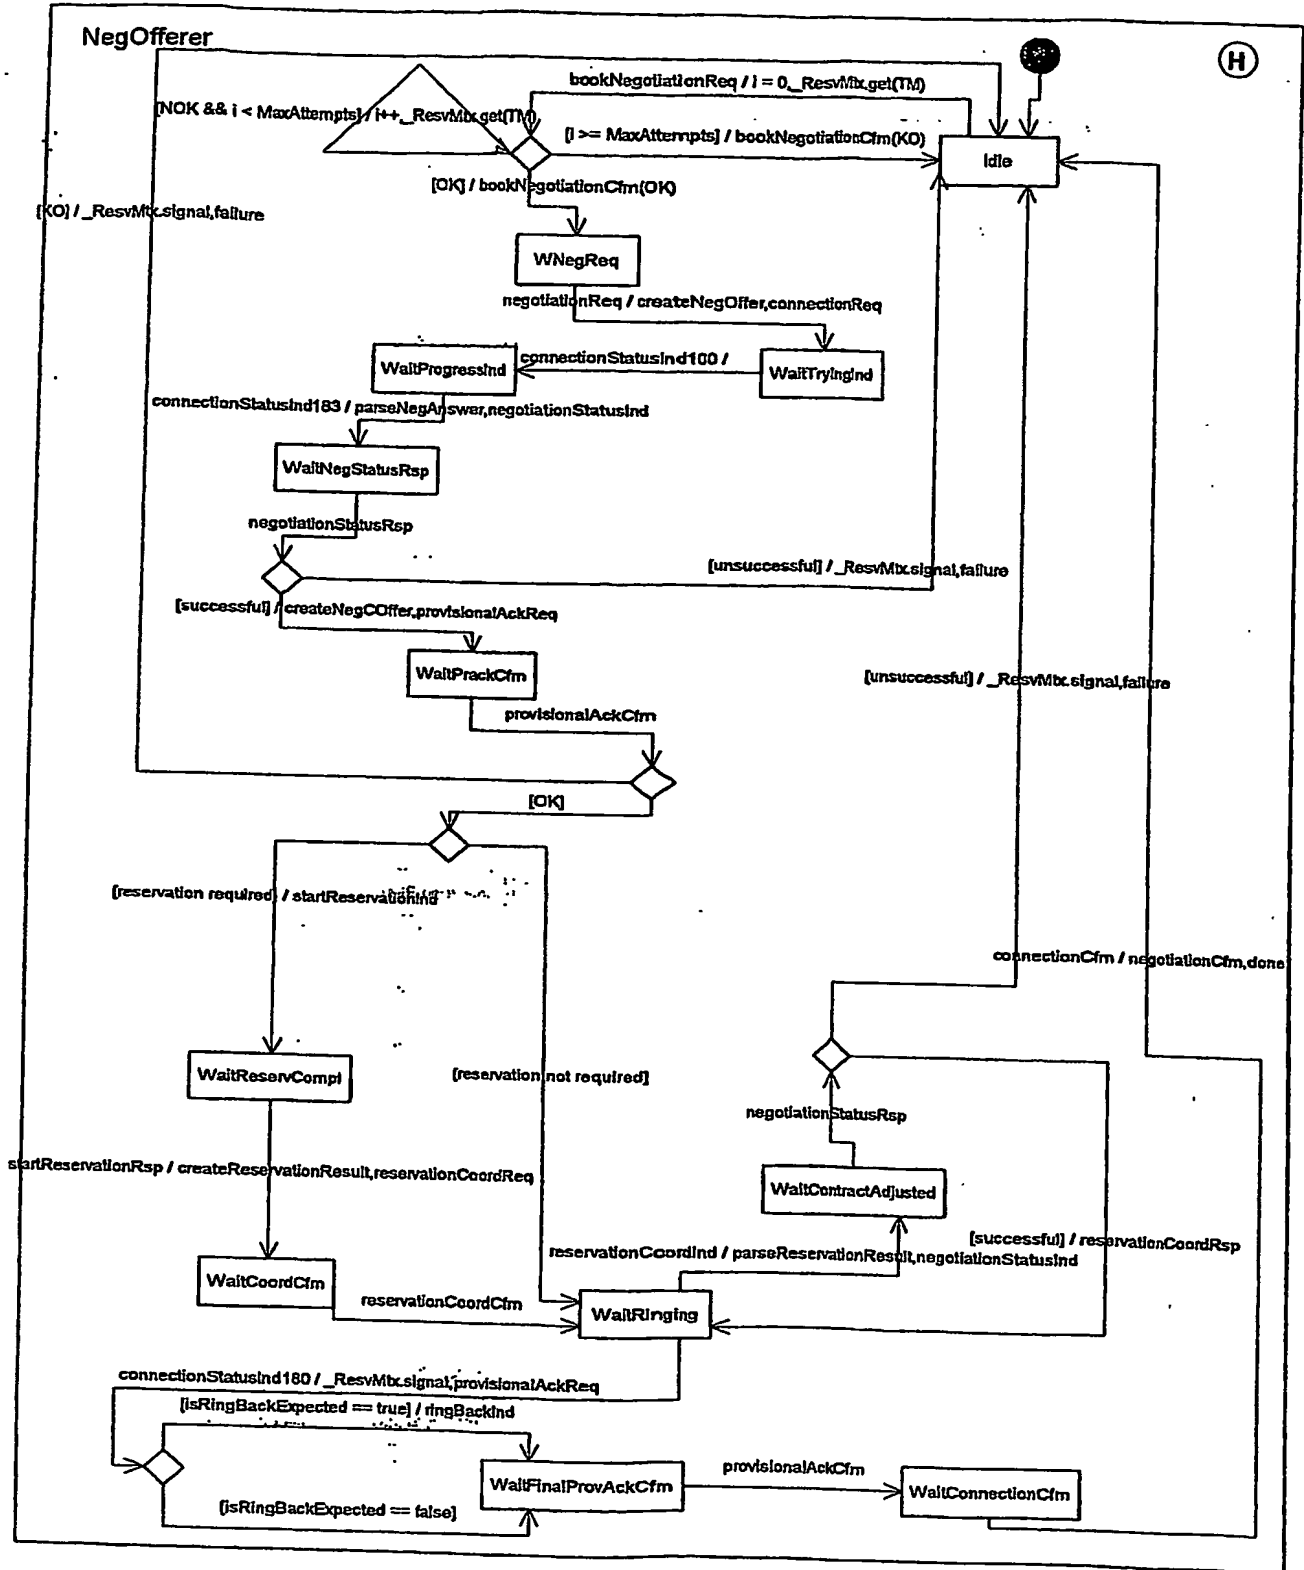 NegOfferer
H
bookNegotiationReq / i = 0,_ResvMtx.get(TM)
[NOK && i < MaxAttempts] / i++,_ResvMtx.get(TM)
[i >= MaxAttempts] / bookNegotiationCfm(KO)
Idle
[OK] / bookNegotiationCfm(OK)
[KO] / _ResvMtx.signal,failure
WNegReq
negotiationReq / createNegOffer,connectionReq
WaitProgressInd
connectionStatusInd100 /
WaitTryingInd
connectionStatusInd183 / parseNegAnswer,negotiationStatusInd
WaitNegStatusRsp
negotiationStatusRsp
[unsuccessful] / _ResvMtx.signal,failure
[successful] / createNegCOffer,provisionalAckReq
WaitPrackCfm
[unsuccessful] / _ResvMtx.signal,failure
provisionalAckCfm
[OK]
[reservation required] / startReservationInd
connectionCfm / negotiationCfm,done
WaitReservCompl
[reservation not required]
negotiationStatusRsp
startReservationRsp / createReservationResult,reservationCoordReq
WaitContractAdjusted
[successful] / reservationCoordRsp
reservationCoordInd / parseReservationResult,negotiationStatusInd
WaitCoordCfm
reservationCoordCfm
WaitRinging
connectionStatusInd180 / _ResvMtx.signal,provisionalAckReq
[isRingBackExpected == true] / ringBackInd
WaitFinalProvAckCfm
provisionalAckCfm
WaitConnectionCfm
[isRingBackExpected == false]